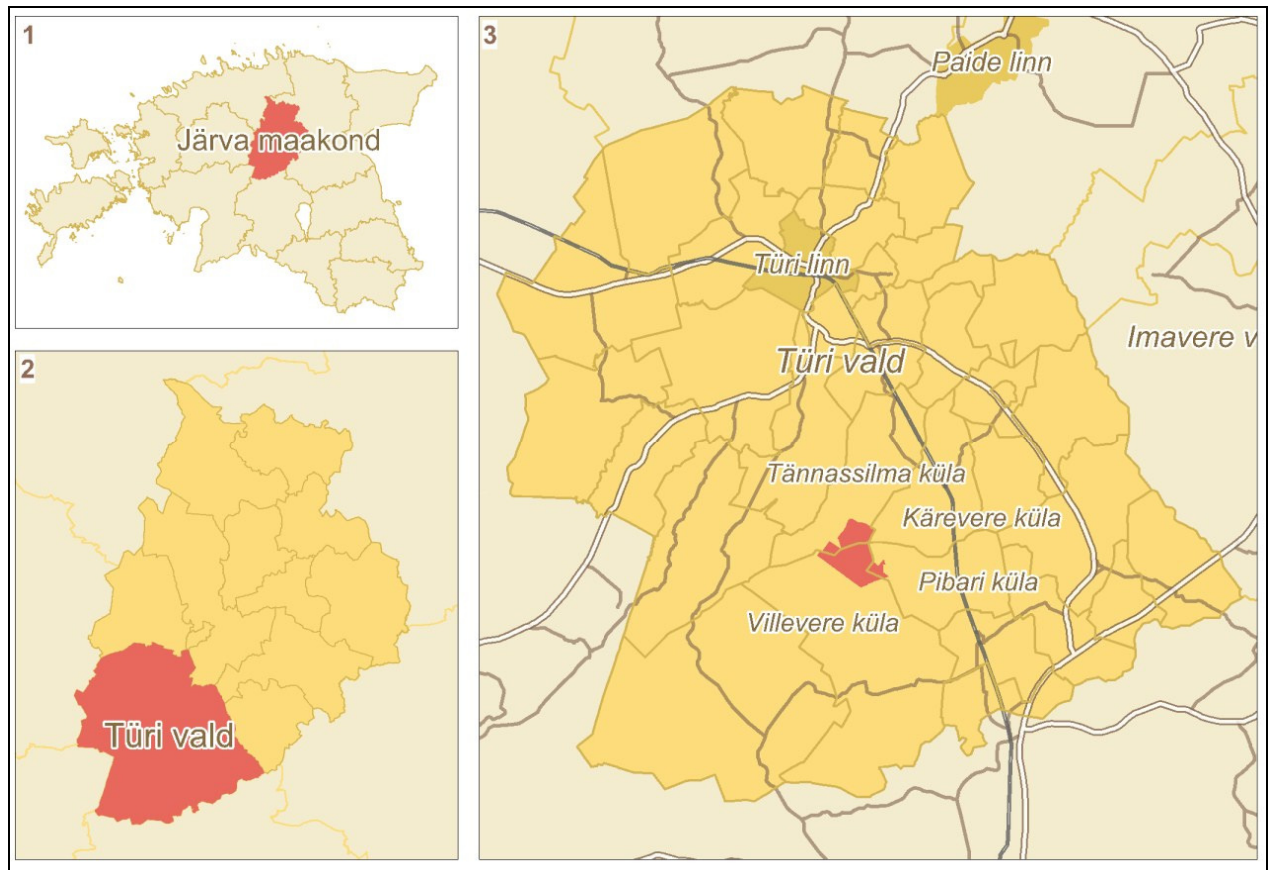 1
Järva maakond
2
Türi vald
3
Paide linn
Türi linn
Imavere v
Türi vald
Tännassilma küla
Kärevere küla
Pibari küla
Villevere küla